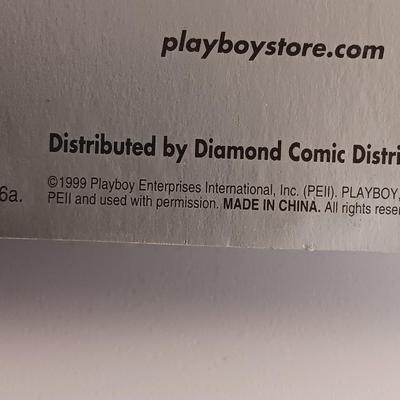 playboystore.com
Distributed by Diamond Comic Distri
©1999 Playboy Enterprises International, Inc. (PEII). PLAYBOY,
6a. PEII and used with permission. MADE IN CHINA. All rights reser